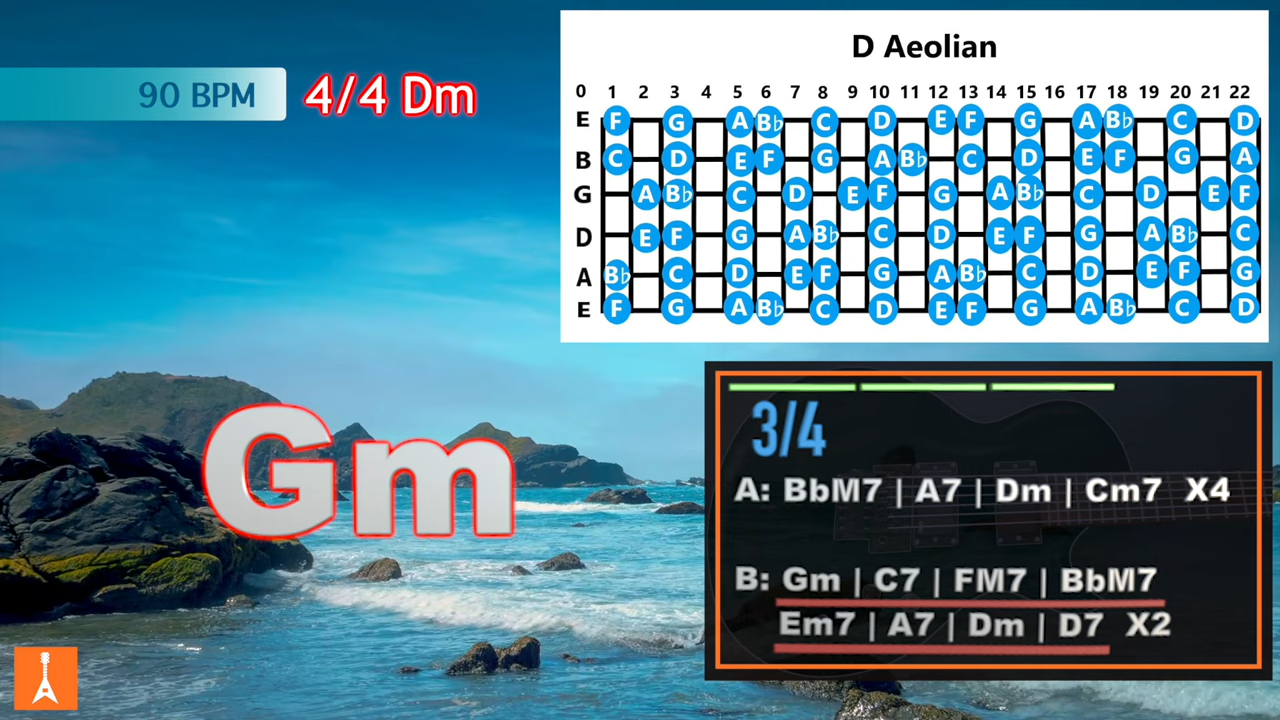 90 BPM
4/4 Dm
D Aeolian
0 1 2 3 4 5 6 7 8 9 10 11 12 13 14 15 16 17 18 19 20 21 22
E F G A B♭ C D E F G A B♭ C D
B C D E F G A B♭ C D E F G A
G A B♭ C D E F G A B♭ C D E F
D E F G A B♭ C D E F G A B♭ C
A B♭ C D E F G A B♭ C D E F G
E F G A B♭ C D E F G A B♭ C D
Gm
3/4
A: BbM7 | A7 | Dm | Cm7 X4
B: Gm | C7 | FM7 | BbM7
Em7 | A7 | Dm | D7 X2